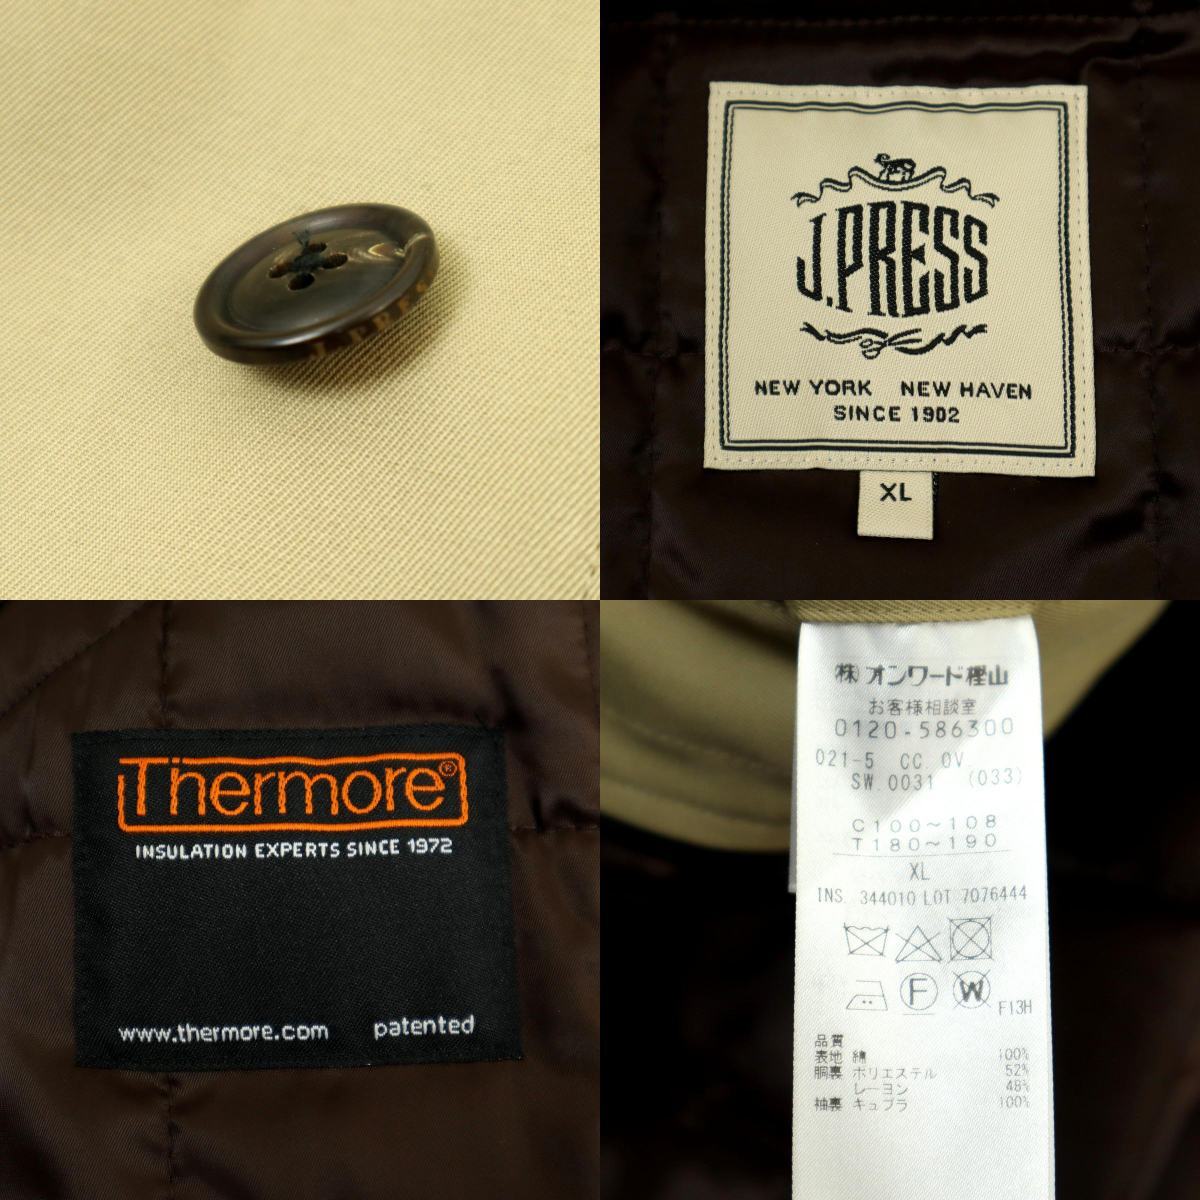 J.PRESS
J.PRESS
NEW YORK NEW HAVEN
SINCE 1902
XL
Thermore®
INSULATION EXPERTS SINCE 1972
www.thermore.com patented
㈱オンワード樫山
お客様相談室
0120-586300
021-5 CC.OV.
SW.0031 (033)
C100~108
T180~190
XL
INS. 344010 LOT 7076444
F W F13H
品質
表地 綿 100%
胴裏 ポリエステル 52%
レーヨン 48%
袖裏 キュプラ 100%